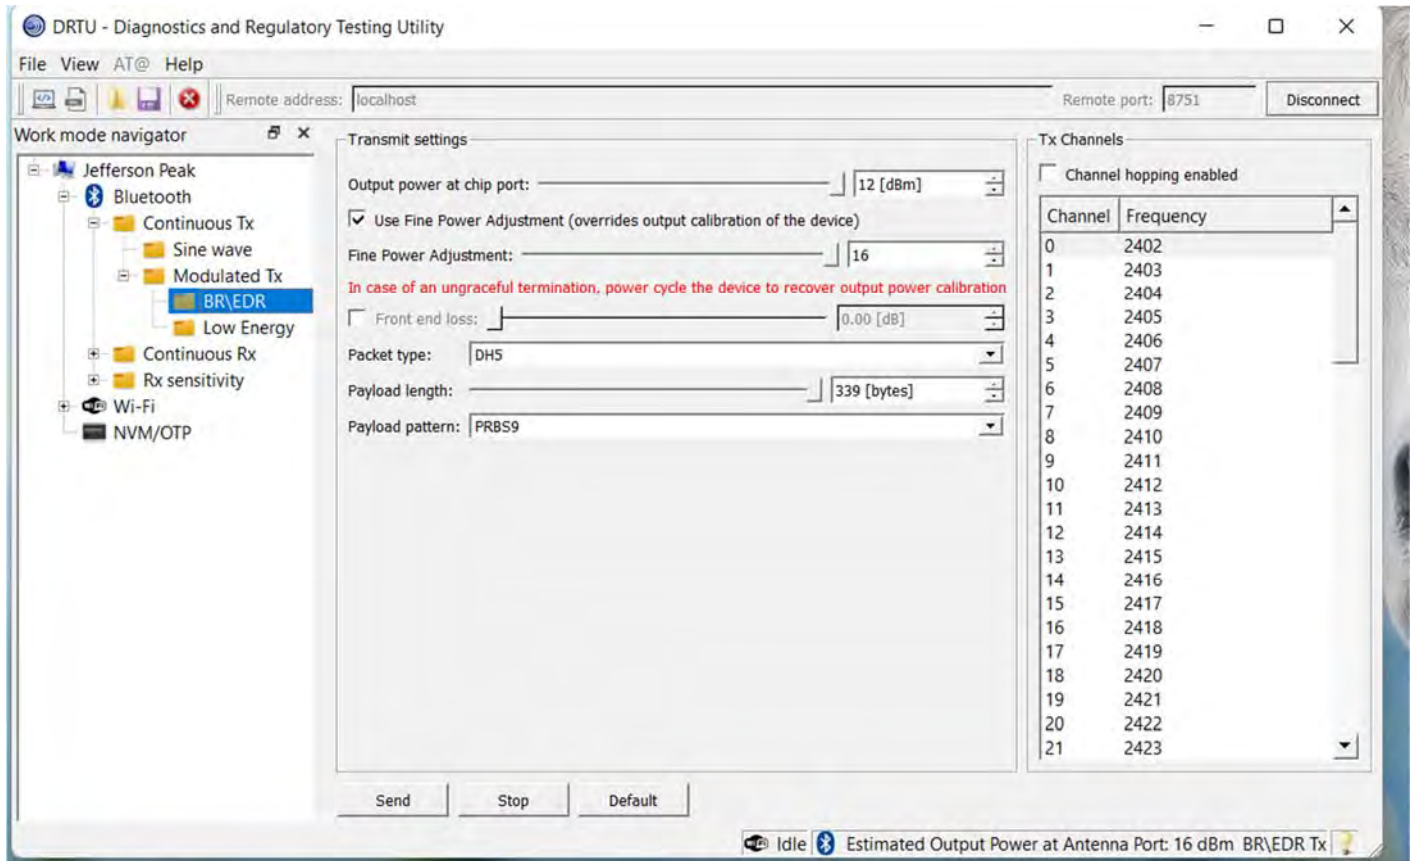 DRTU - Diagnostics and Regulatory Testing Utility
File View AT@ Help
Remote address: localhost Remote port: 8751 Disconnect
Work mode navigator
Jefferson Peak
Bluetooth
Continuous Tx
Sine wave
Modulated Tx
BR\EDR
Low Energy
Continuous Rx
Rx sensitivity
Wi-Fi
NVM/OTP
Transmit settings
Output power at chip port: 12 [dBm]
Use Fine Power Adjustment (overrides output calibration of the device)
Fine Power Adjustment: 16
In case of an ungraceful termination, power cycle the device to recover output power calibration
Front end loss: 0.00 [dB]
Packet type: DH5
Payload length: 339 [bytes]
Payload pattern: PRBS9
Send Stop Default
Tx Channels
Channel hopping enabled
Channel Frequency
0 2402
1 2403
2 2404
3 2405
4 2406
5 2407
6 2408
7 2409
8 2410
9 2411
10 2412
11 2413
12 2414
13 2415
14 2416
15 2417
16 2418
17 2419
18 2420
19 2421
20 2422
21 2423
Idle Estimated Output Power at Antenna Port: 16 dBm BR\EDR Tx